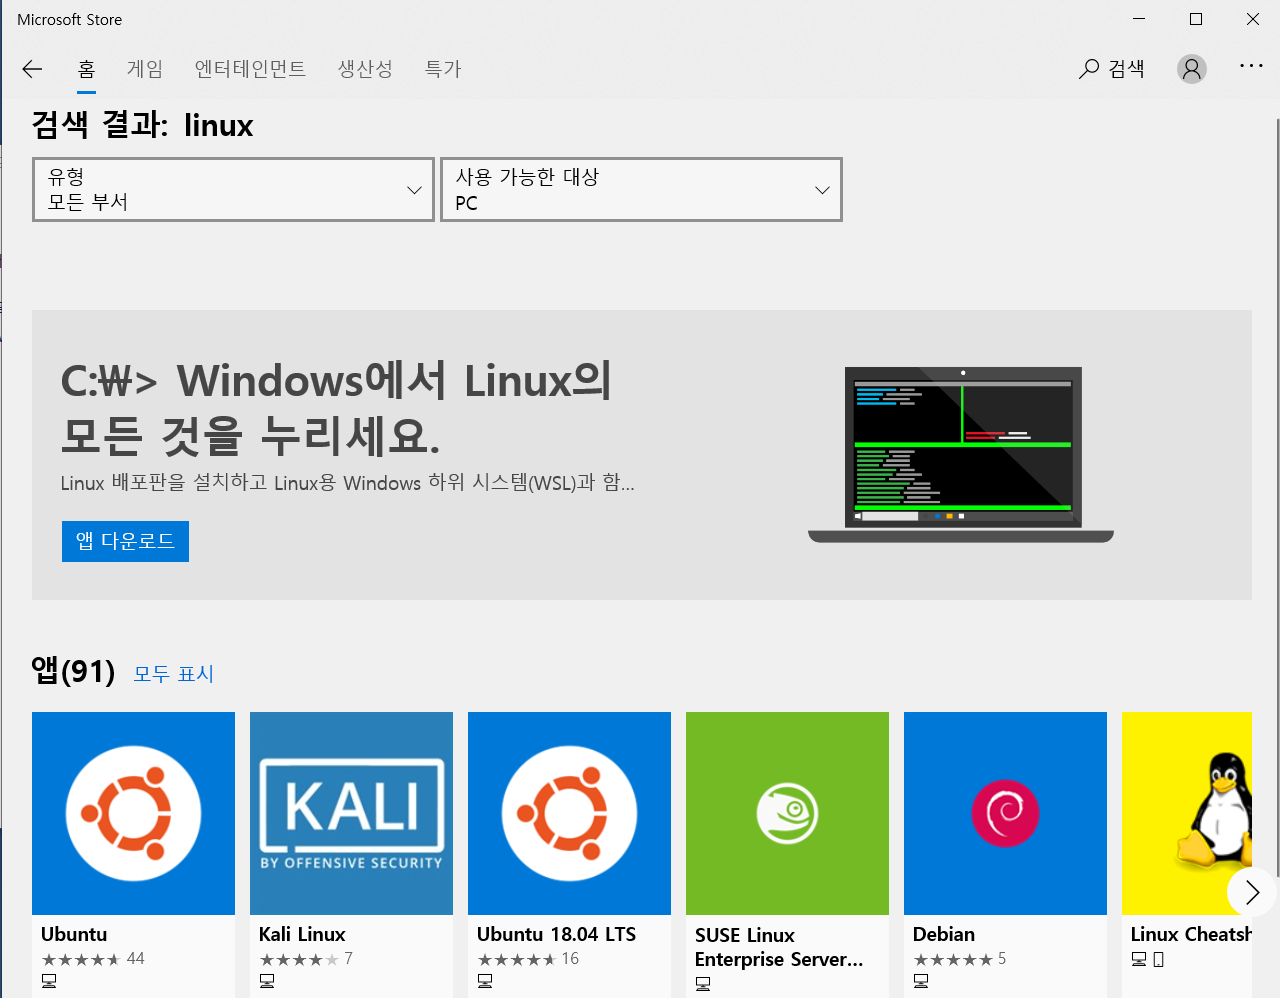 Microsoft Store
홈 게임 엔터테인먼트 생산성 특가 검색
검색 결과: linux
유형 사용 가능한 대상
모든 부서 PC
C:₩> Windows에서 Linux의
모든 것을 누리세요.
Linux 배포판을 설치하고 Linux용 Windows 하위 시스템(WSL)과 함...
앱 다운로드
앱(91) 모두 표시
KALI
BY OFFENSIVE SECURITY
Ubuntu
44
Kali Linux
7
Ubuntu 18.04 LTS
16
SUSE Linux
Enterprise Server...
Debian
5
Linux Cheatsh